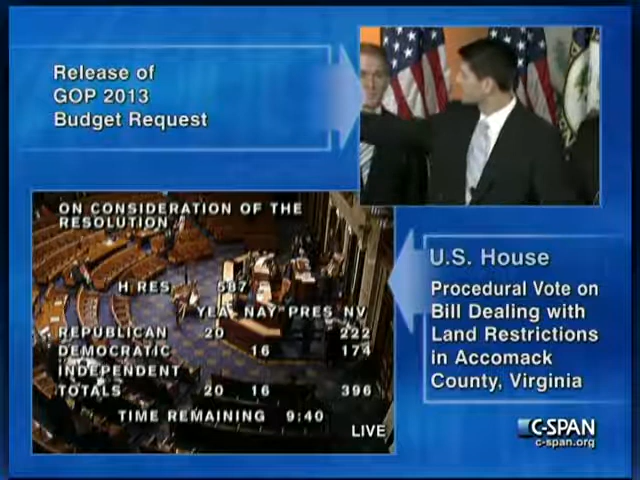 Release of
GOP 2013
Budget Request
ON CONSIDERATION OF THE
RESOLUTION
H RES 587
YEA NAY PRES NV
REPUBLICAN 20 222
DEMOCRATIC 16 174
INDEPENDENT
TOTALS 20 16 396
TIME REMAINING 9:40
LIVE
U.S. House
Procedural Vote on
Bill Dealing with
Land Restrictions
in Accomack
County, Virginia
C-SPAN
c-span.org